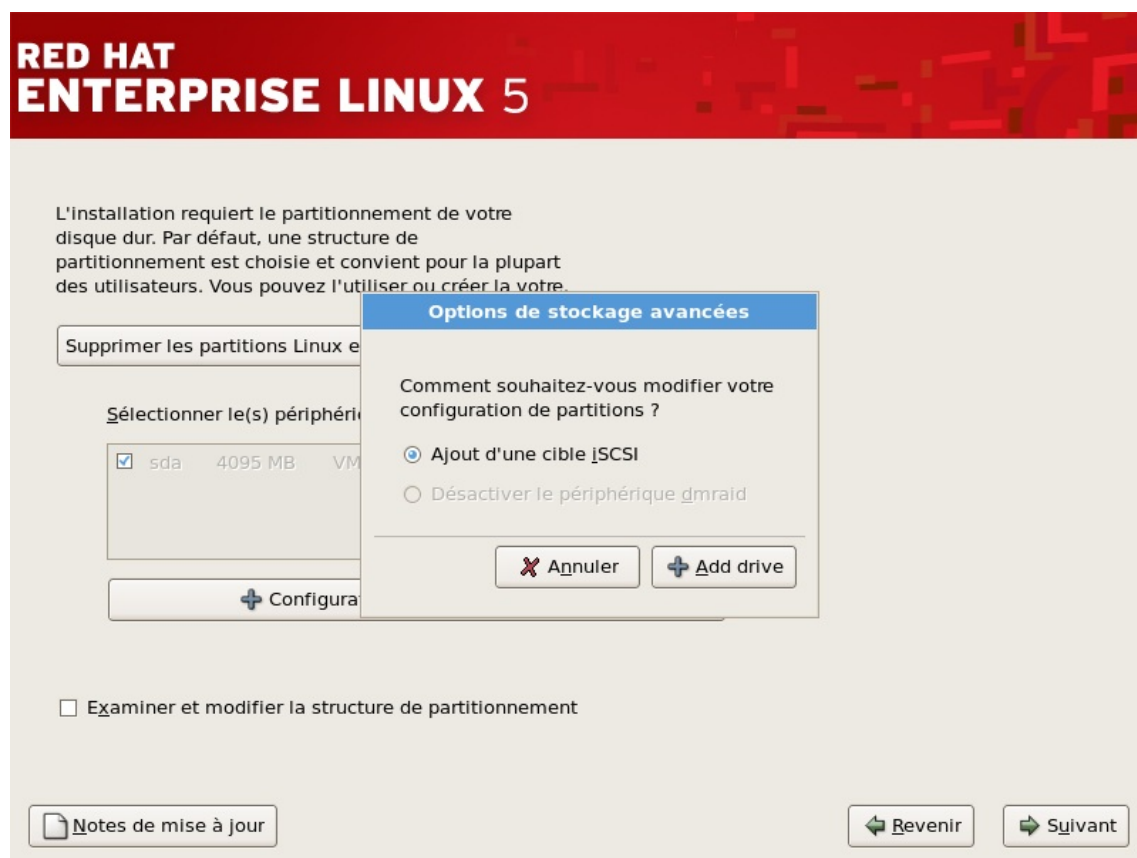 RED HAT
ENTERPRISE LINUX 5
L'installation requiert le partitionnement de votre
disque dur. Par défaut, une structure de
partitionnement est choisie et convient pour la plupart
des utilisateurs. Vous pouvez l'utiliser ou créer la votre.
Supprimer les partitions Linux e
Sélectionner le(s) périphéri
sda 4095 MB VM
Configura
Options de stockage avancées
Comment souhaitez-vous modifier votre
configuration de partitions ?
Ajout d'une cible iSCSI
Désactiver le périphérique dmraid
Annuler
Add drive
Examiner et modifier la structure de partitionnement
Notes de mise à jour
Revenir
Suivant